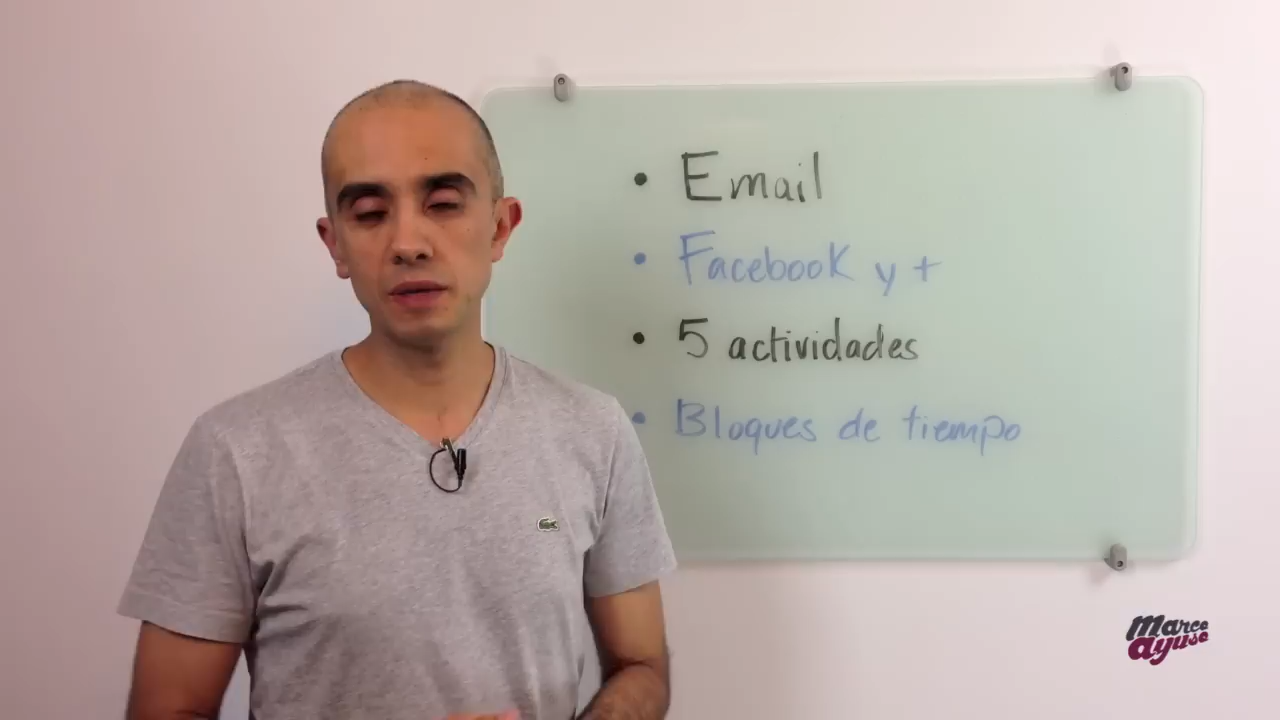 • Email
• Facebook y +
• 5 actividades
• Bloques de tiempo
marco
ayuso